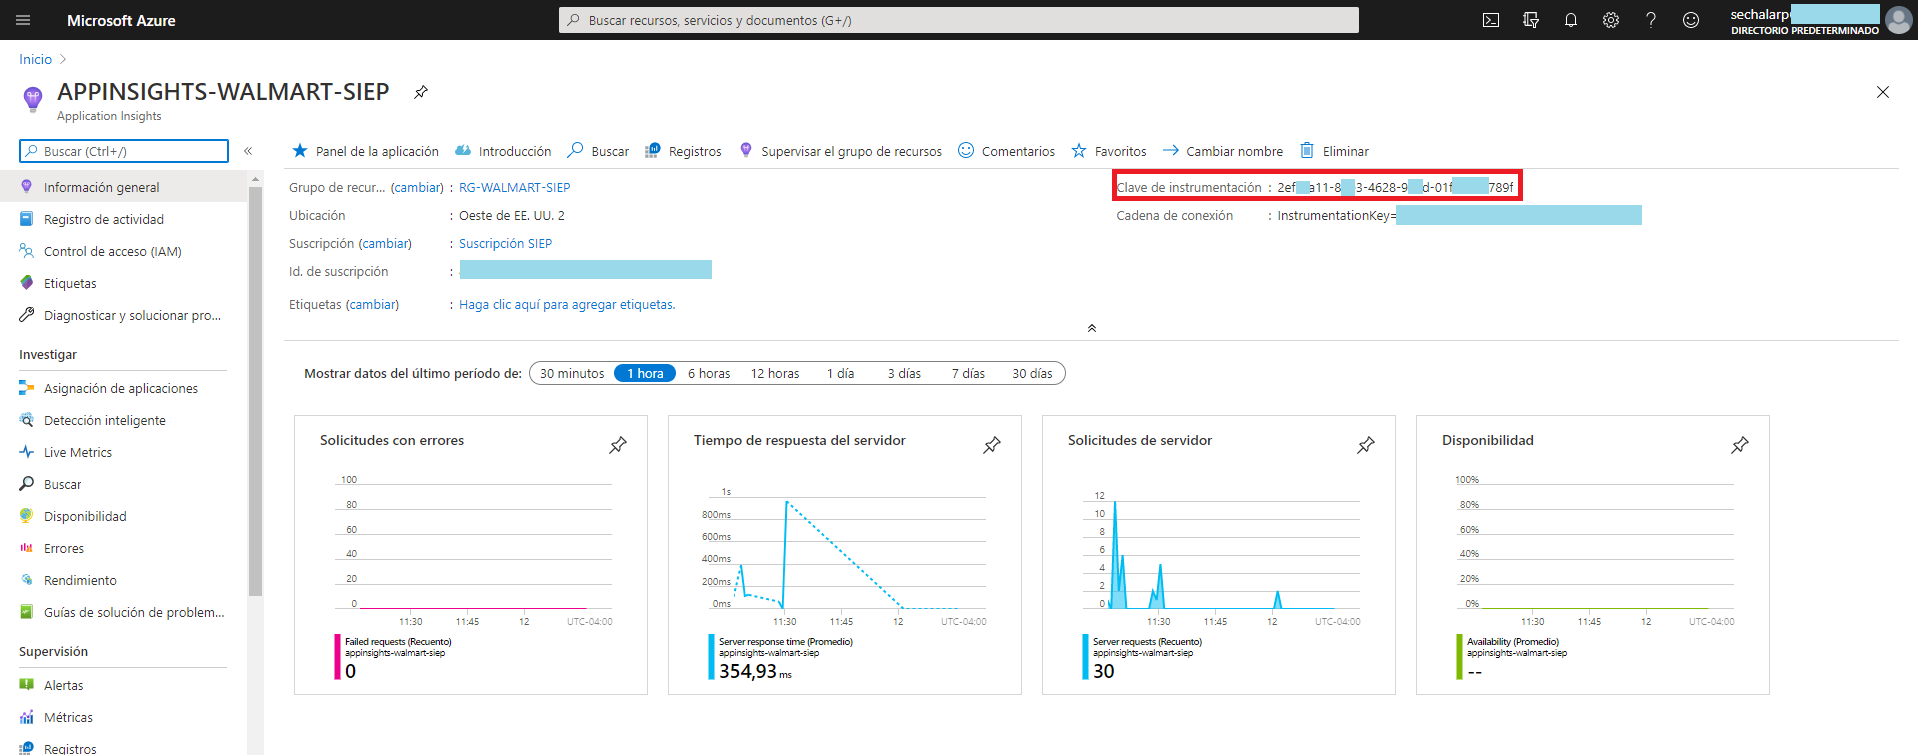 Microsoft Azure
Buscar recursos, servicios y documentos (G+/)
sechalarp
DIRECTORIO PREDETERMINADO
Inicio
APPINSIGHTS-WALMART-SIEP
Application Insights
Buscar (Ctrl+/)
Información general
Registro de actividad
Control de acceso (IAM)
Etiquetas
Diagnosticar y solucionar pro...
Investigar
Asignación de aplicaciones
Detección inteligente
Live Metrics
Buscar
Disponibilidad
Errores
Rendimiento
Guías de solución de problem...
Supervisión
Alertas
Métricas
Registros
Panel de la aplicación Introducción Buscar Registros Supervisar el grupo de recursos Comentarios Favoritos Cambiar nombre Eliminar
Grupo de recur... (cambiar) : RG-WALMART-SIEP
Ubicación : Oeste de EE. UU. 2
Suscripción (cambiar) : Suscripción SIEP
Id. de suscripción :
Etiquetas (cambiar) : Haga clic aquí para agregar etiquetas.
Clave de instrumentación : 2ef a11-8 3-4628-9 d-01f 789f
Cadena de conexión : InstrumentationKey=
Mostrar datos del último período de: 30 minutos 1 hora 6 horas 12 horas 1 día 3 días 7 días 30 días
Solicitudes con errores
100
80
60
40
20
0
11:30 11:45 12 UTC-04:00
Failed requests (Recuento)
appinsights-walmart-siep
0
Tiempo de respuesta del servidor
1s
800ms
600ms
400ms
200ms
0ms
11:30 11:45 12 UTC-04:00
Server response time (Promedio)
appinsights-walmart-siep
354,93 ms
Solicitudes de servidor
12
10
8
6
4
2
0
11:30 11:45 12 UTC-04:00
Server requests (Recuento)
appinsights-walmart-siep
30
Disponibilidad
100%
80%
60%
40%
20%
0%
11:30 11:45 12 UTC-04:00
Availability (Promedio)
appinsights-walmart-siep
--